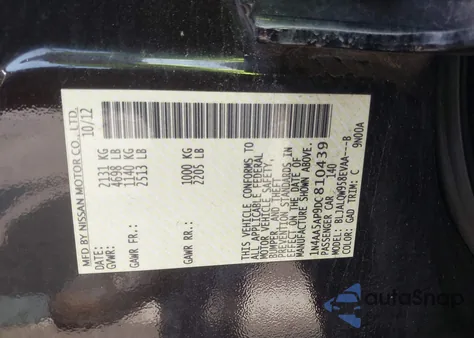 MFD BY NISSAN MOTOR CO., LTD.
DATE: 10/12
GVWR: 2131 KG
4698 LB
GAWR FR.: 1140 KG
2513 LB
GAWR RR.: 1000 KG
2205 LB
THIS VEHICLE CONFORMS TO
ALL APPLICABLE FEDERAL
MOTOR VEHICLE SAFETY,
BUMPER, AND THEFT
PREVENTION STANDARDS IN
EFFECT ON THE DATE OF
MANUFACTURE SHOWN ABOVE.
1N4AA5AP9DC810439
PASSENGER CAR 140
MODEL: 
COLOR: GAD TRIM: C 9N00A
autoSnap